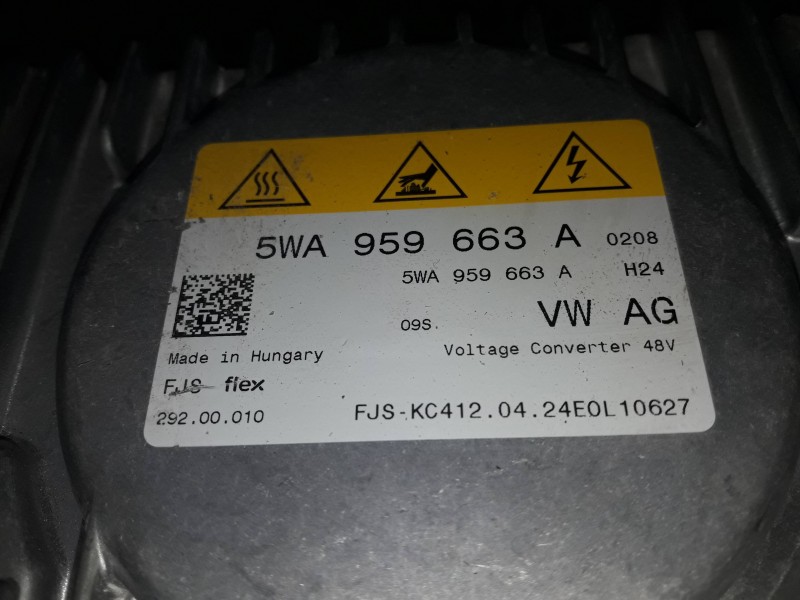 5WA 959 663 A 0208
5WA 959 663 A H24
09S. VW AG
Made in Hungary Voltage Converter 48V
FJS flex
292.00.010 FJS-KC412.04.24E0L10627